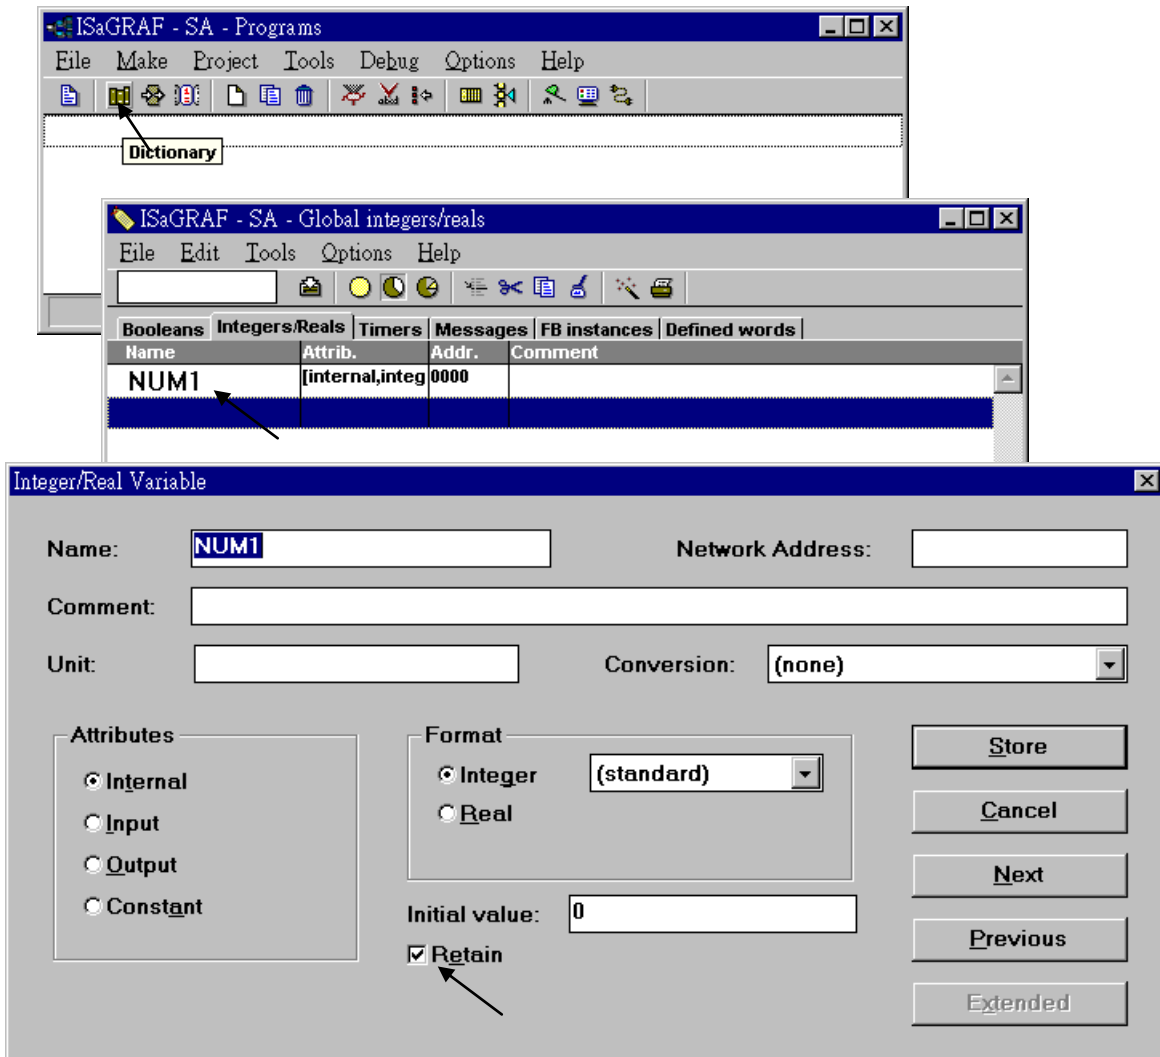 ISaGRAF - SA - Programs
File Make Project Tools Debug Options Help
Dictionary
ISaGRAF - SA - Global integers/reals
File Edit Tools Options Help
Booleans Integers/Reals Timers Messages FB instances Defined words
Name Attrib. Addr. Comment
NUM1 [internal,integ 0000
Integer/Real Variable
Name: NUM1 Network Address:
Comment:
Unit: Conversion: (none)
Attributes Format
Store
Internal Integer (standard)
Input Real Cancel
Output Next
Constant Initial value: 0
Previous
Retain
Extended